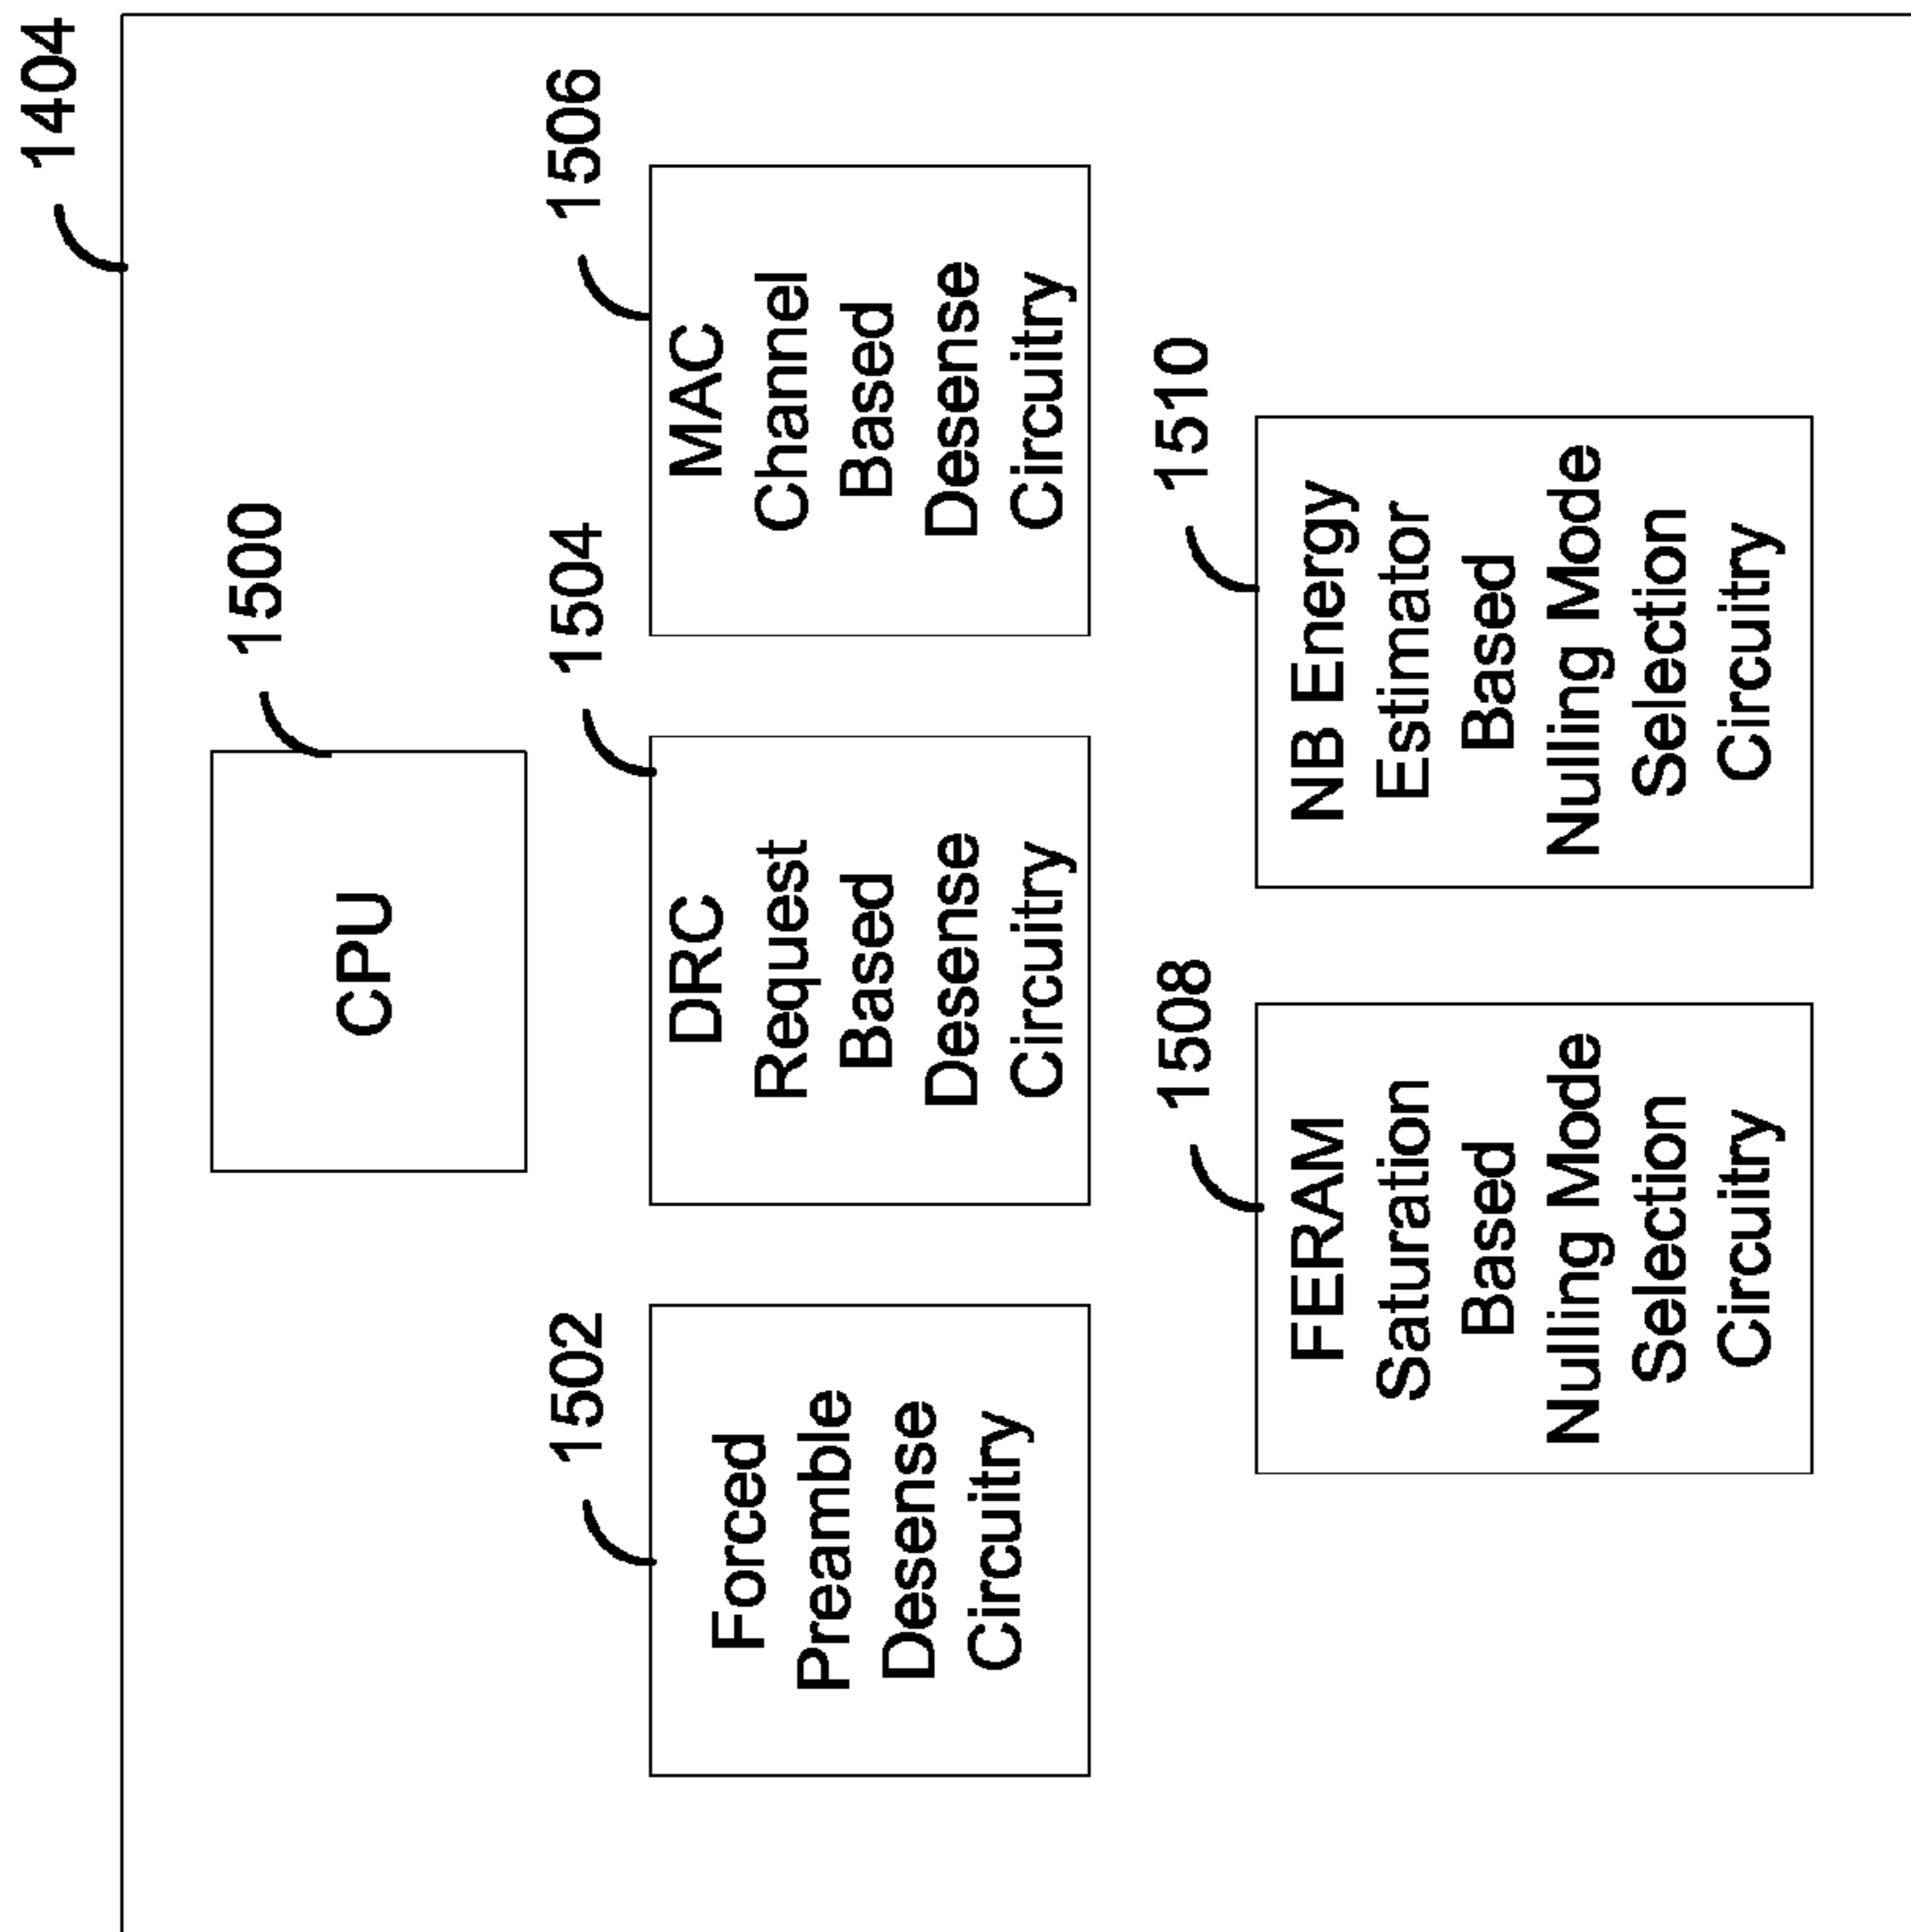 1404
1500
CPU
1502
Forced
Preamble
Desense
Circuitry
1504
DRC
Request
Based
Desense
Circuitry
1506
MAC
Channel
Based
Desense
Circuitry
1508
FERAM
Saturation
Based
Nulling Mode
Selection
Circuitry
1510
NB Energy
Estimator
Based
Nulling Mode
Selection
Circuitry